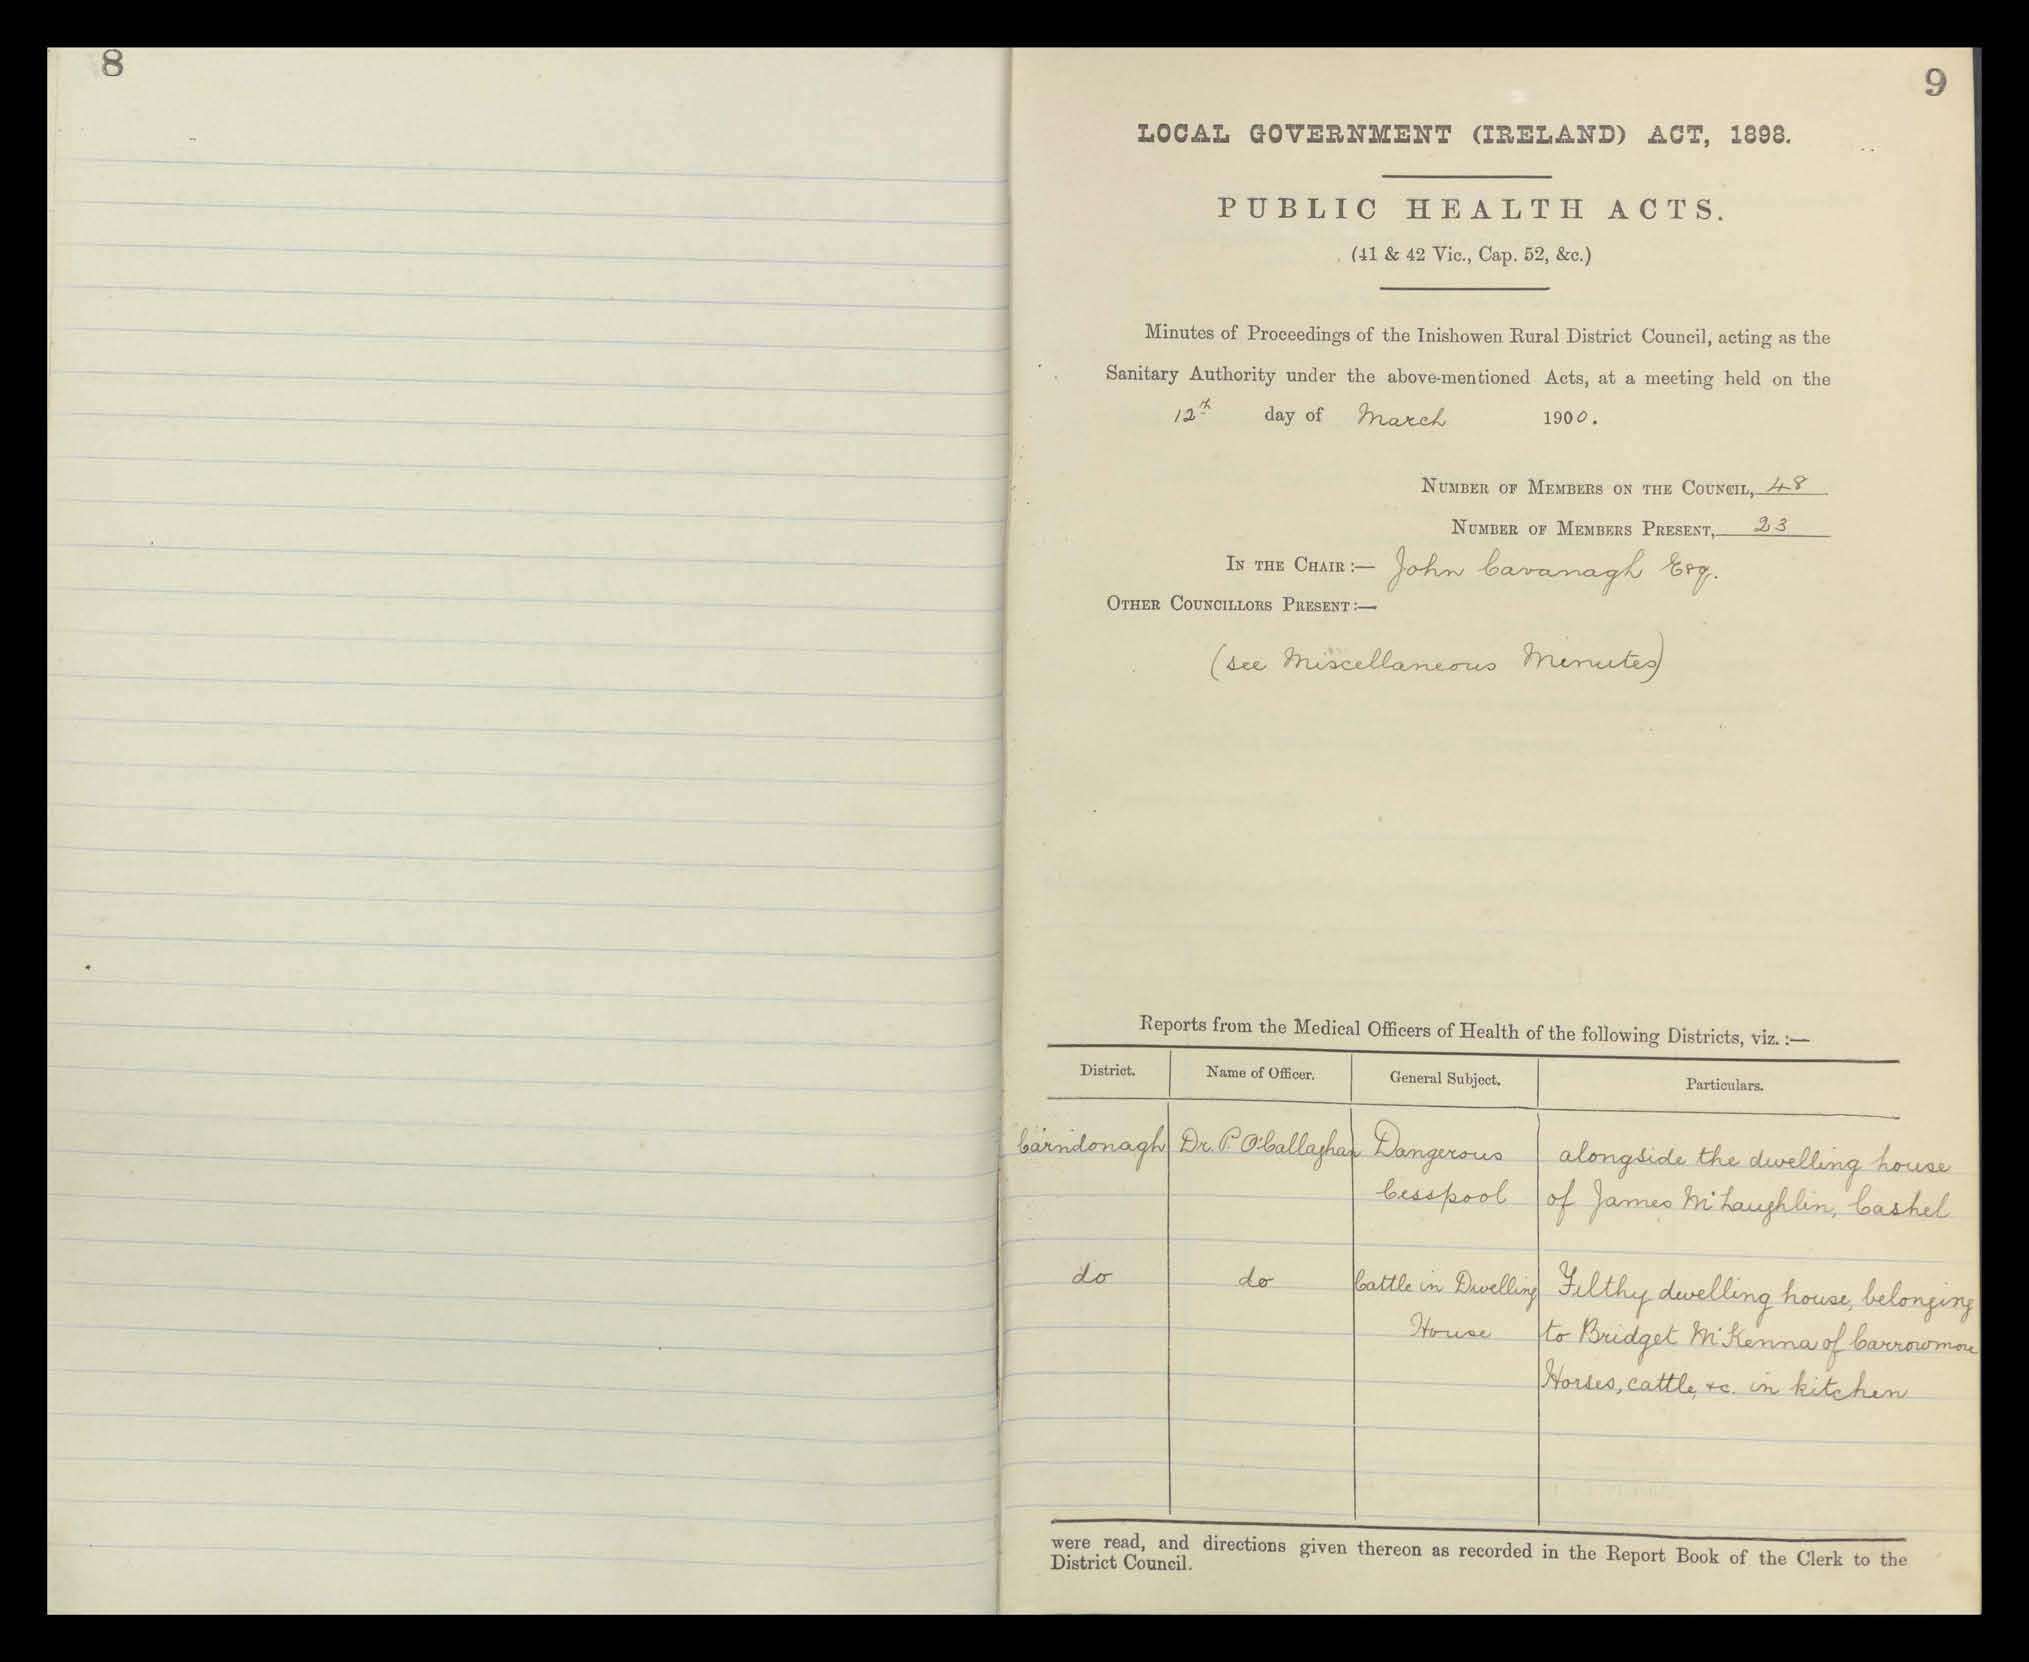 8
9
LOCAL GOVERNMENT (IRELAND) ACT, 1898.
PUBLIC HEALTH ACTS.
(41 & 42 Vic., Cap. 52, &c.)
Minutes of Proceedings of the Inishowen Rural District Council, acting as the
Sanitary Authority under the above-mentioned Acts, at a meeting held on the
12th day of March 1900.
NUMBER OF MEMBERS ON THE COUNCIL, 48
NUMBER OF MEMBERS PRESENT, 23
IN THE CHAIR :— John Cavanagh Esq.
OTHER COUNCILLORS PRESENT :—
(see Miscellaneous Minutes)
Reports from the Medical Officers of Health of the following Districts, viz. :—
District. Name of Officer. General Subject. Particulars.
Carndonagh Dr. P. O'Callaghan Dangerous alongside the dwelling house
Cesspool of James McLaughlin, Cashel
do do Cattle in Dwelling Filthy dwelling house, belonging
House to Bridget McKenna of Carrowmore
Horses, cattle, &c. in kitchen
were read, and directions given thereon as recorded in the Report Book of the Clerk to the
District Council.